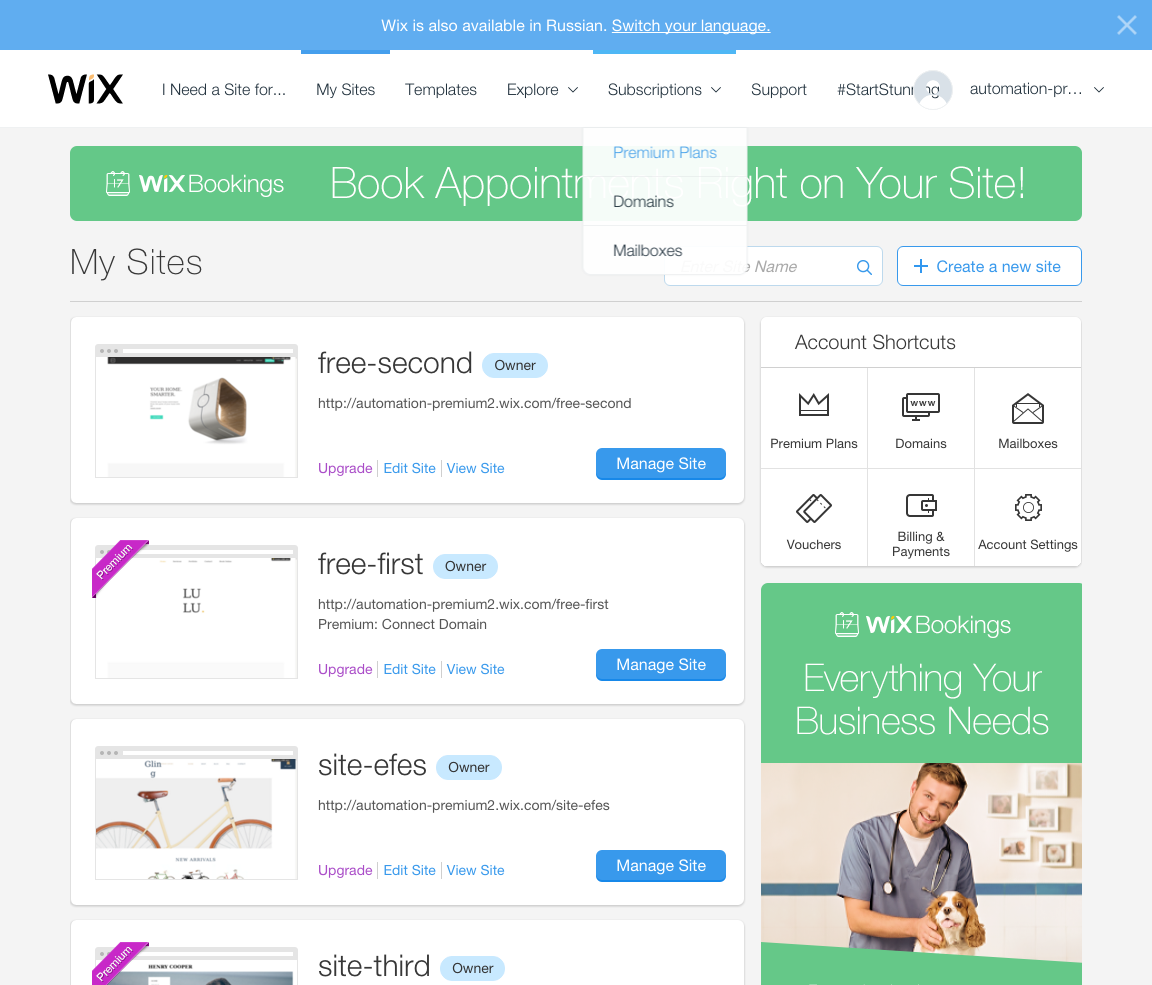 Wix is also available in Russian. Switch your language.
WiX
I Need a Site for...
My Sites
Templates
Explore
Subscriptions
Support
#StartStunning
automation-pr...
Premium Plans
Domains
Mailboxes
17 WiX Bookings
Book Appointments Right on Your Site!
My Sites
Enter Site Name
+ Create a new site
free-second
Owner
http://automation-premium2.wix.com/free-second
Upgrade | Edit Site | View Site
Manage Site
YOUR HOME.
SMARTER.
Premium
LU
LU.
free-first
Owner
http://automation-premium2.wix.com/free-first
Premium: Connect Domain
Upgrade | Edit Site | View Site
Manage Site
Glin
g
NEW ARRIVALS
site-efes
Owner
http://automation-premium2.wix.com/site-efes
Upgrade | Edit Site | View Site
Manage Site
Premium
HENRY COOPER
site-third
Owner
Account Shortcuts
Premium Plans
www
Domains
Mailboxes
Vouchers
Billing &
Payments
Account Settings
17 WiX Bookings
Everything Your
Business Needs